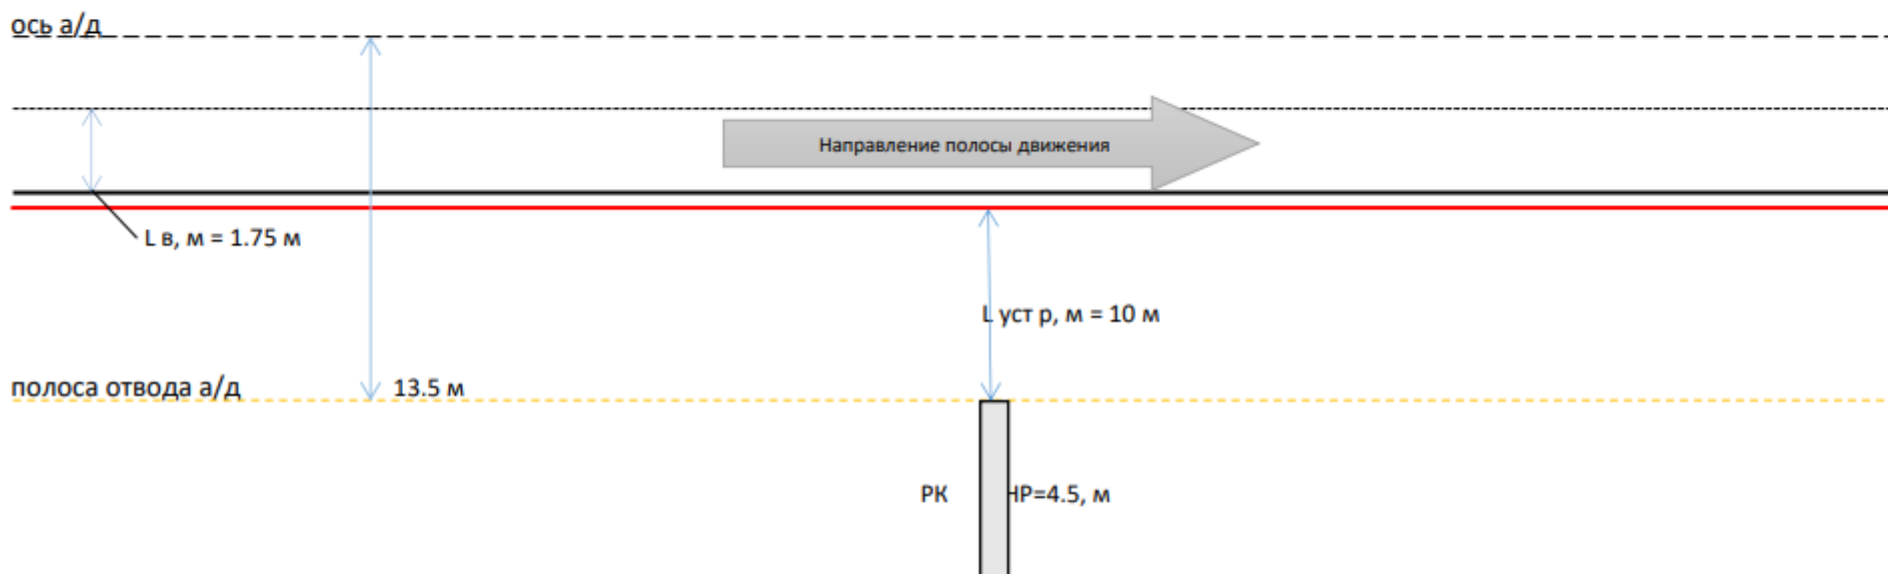 ось а/д
Направление полосы движения
L в, м = 1.75 м
L уст р, м = 10 м
полоса отвода а/д
13.5 м
РК
НР=4.5, м